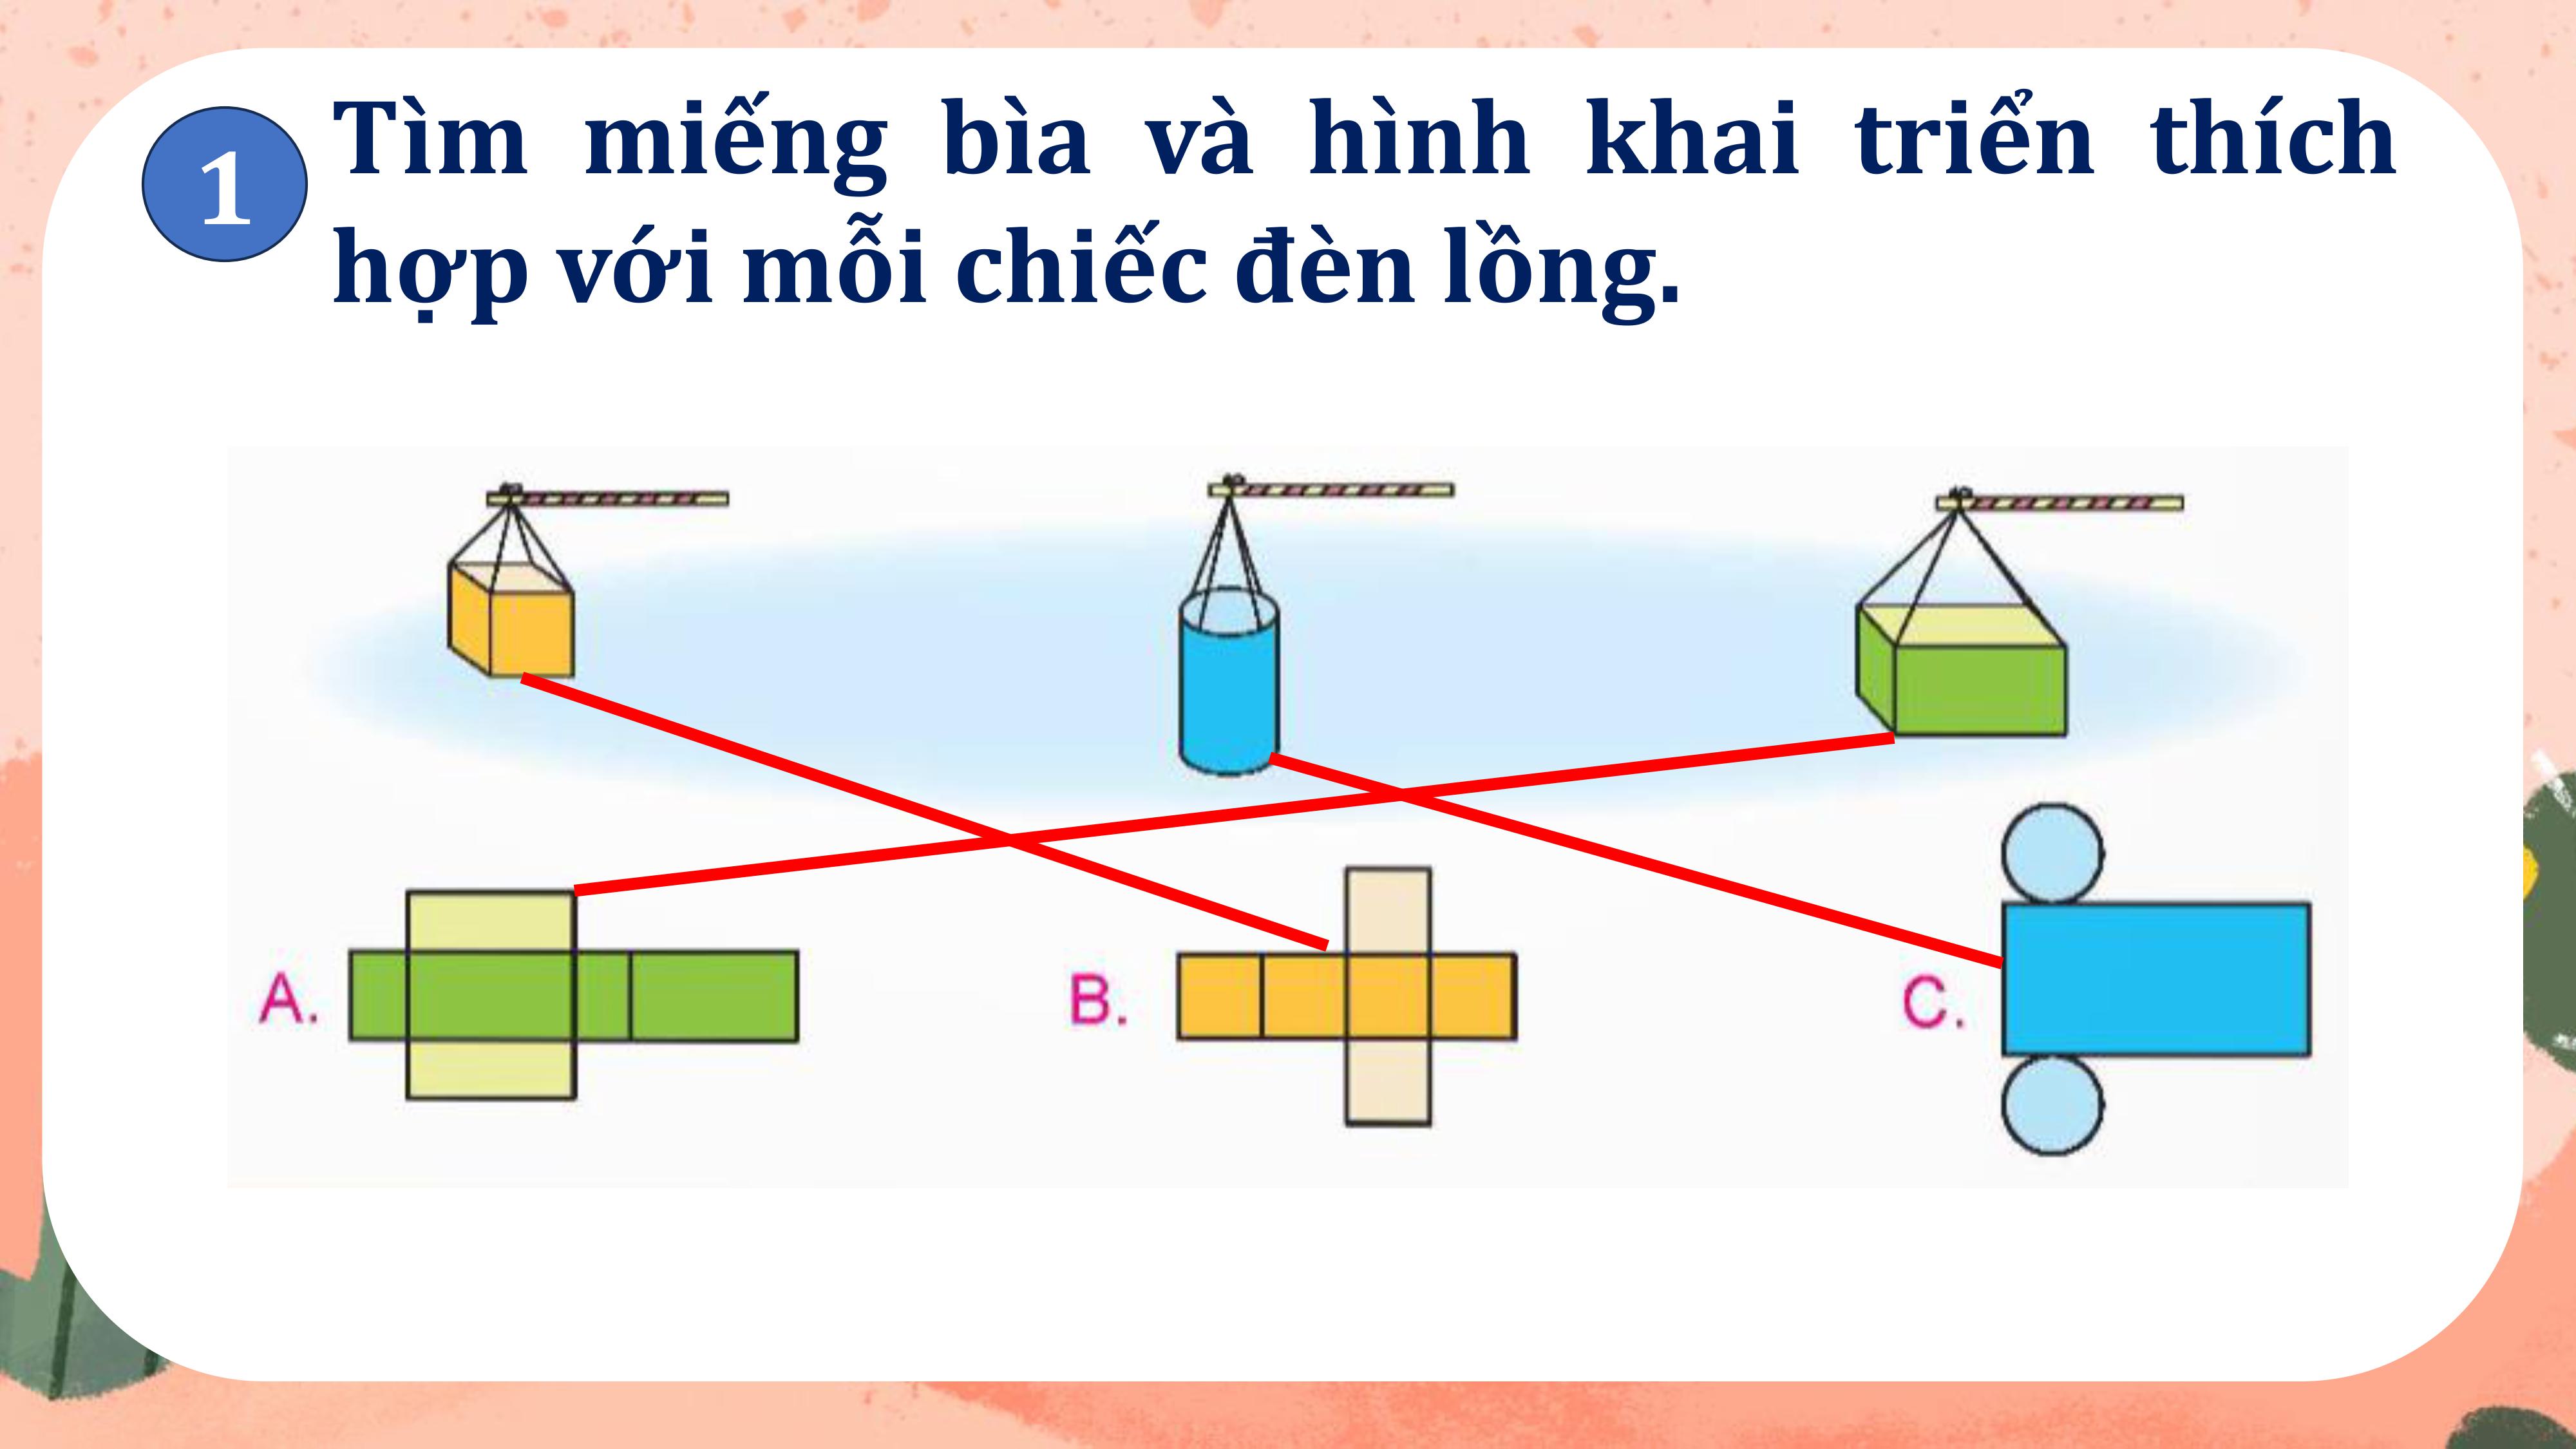 1
Tìm miếng bìa và hình khai triển thích
hợp với mỗi chiếc đèn lồng.
A.
B.
C.